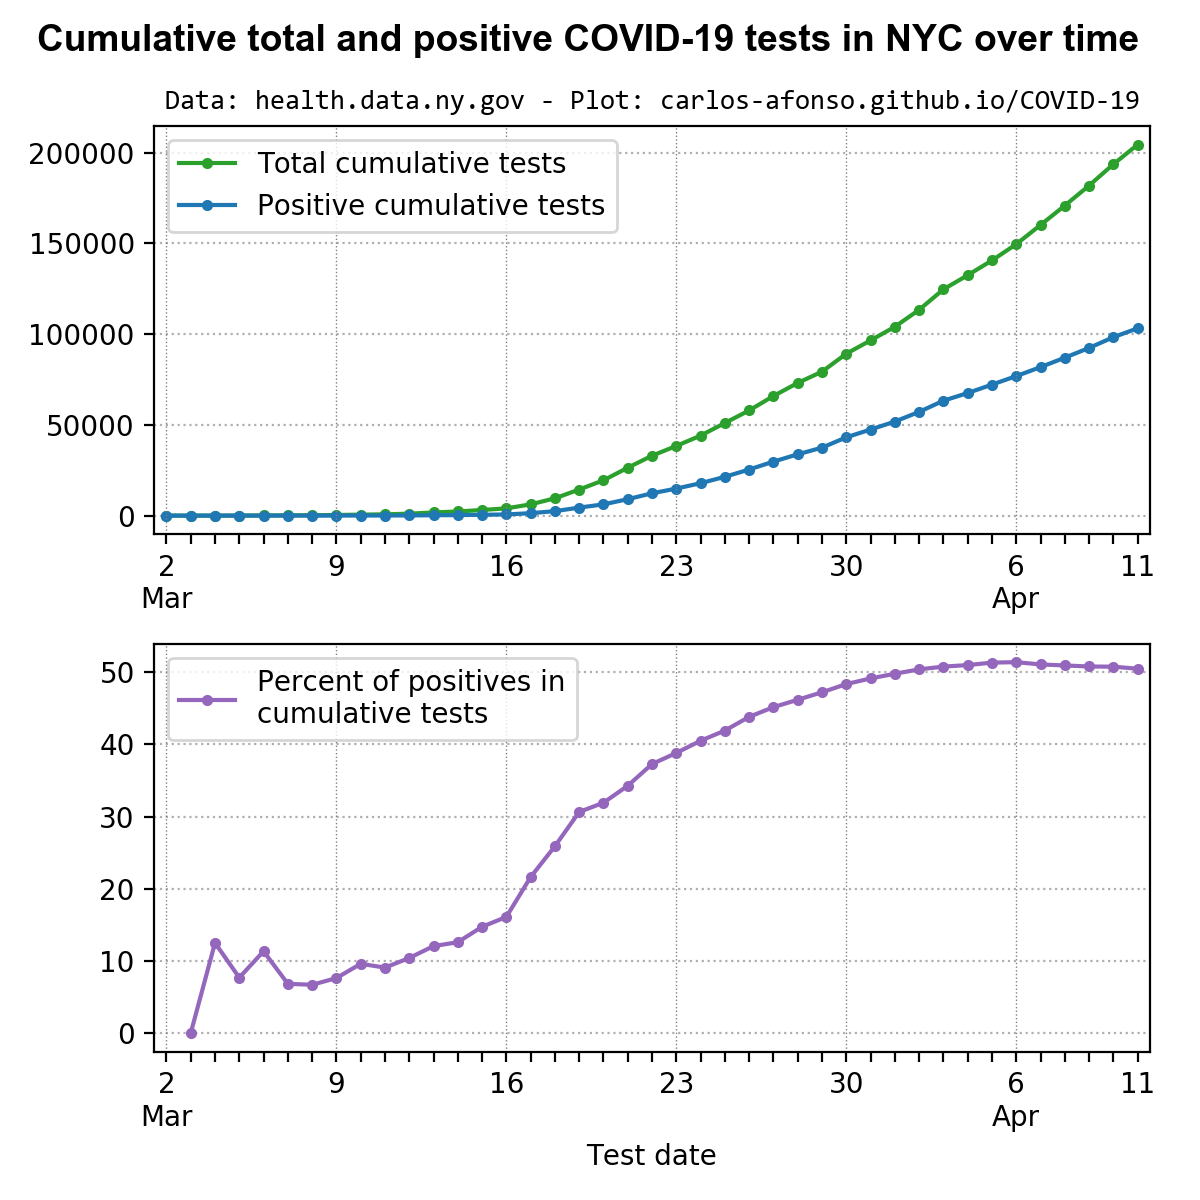 Cumulative total and positive COVID-19 tests in NYC over time
Data: health.data.ny.gov - Plot: carlos-afonso.github.io/COVID-19
Total cumulative tests
Positive cumulative tests
200000
150000
100000
50000
0
2 9 16 23 30 6 11
Mar Apr
Percent of positives in
cumulative tests
50
40
30
20
10
0
2 9 16 23 30 6 11
Mar Apr
Test date